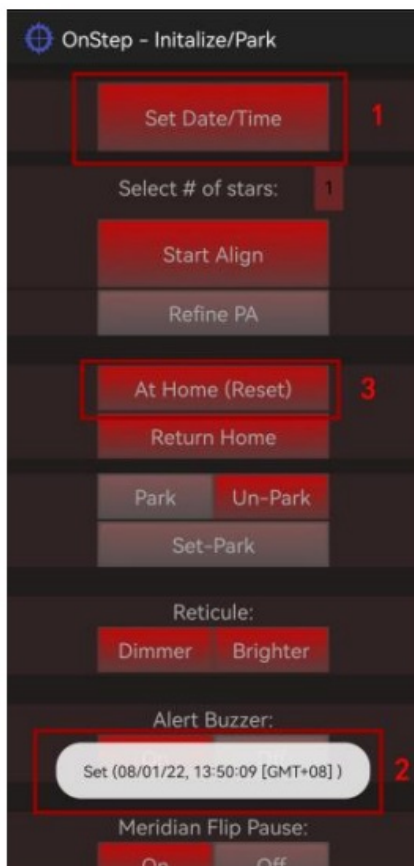 OnStep - Initalize/Park
Set Date/Time 1
Select # of stars: 1
Start Align
Refine PA
At Home (Reset) 3
Return Home
Park Un-Park
Set-Park
Reticule:
Dimmer Brighter
Alert Buzzer:
Set (08/01/22, 13:50:09 [GMT+08] ) 2
Meridian Flip Pause:
On Off